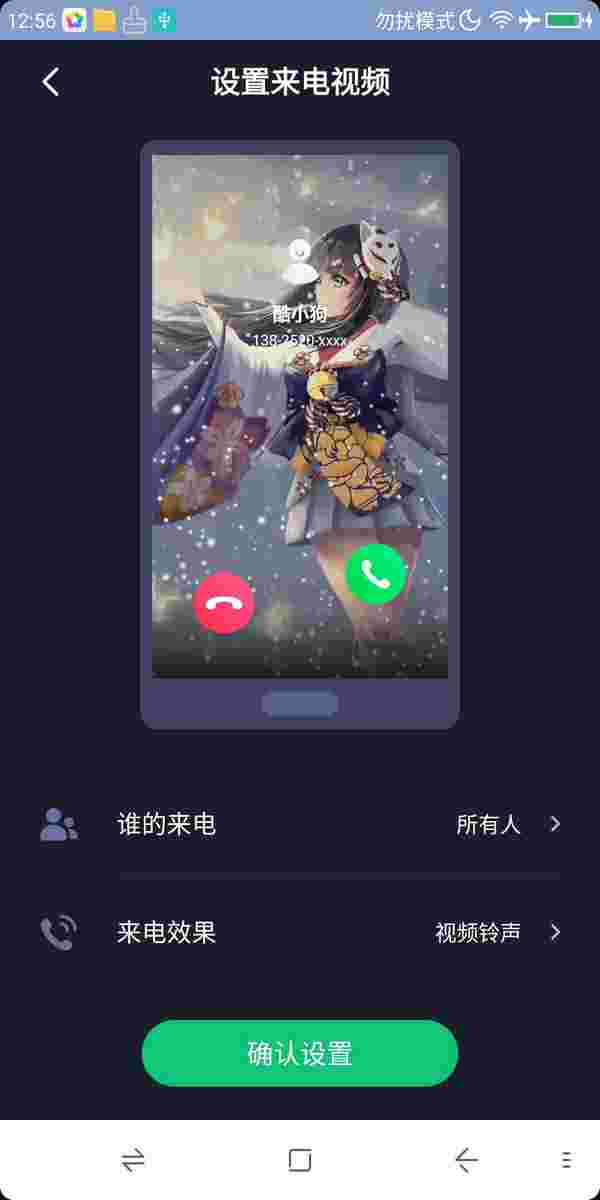 12:56 勿扰模式
设置来电视频
酷小狗
138-2520-xxxx
谁的来电 所有人
来电效果 视频铃声
确认设置